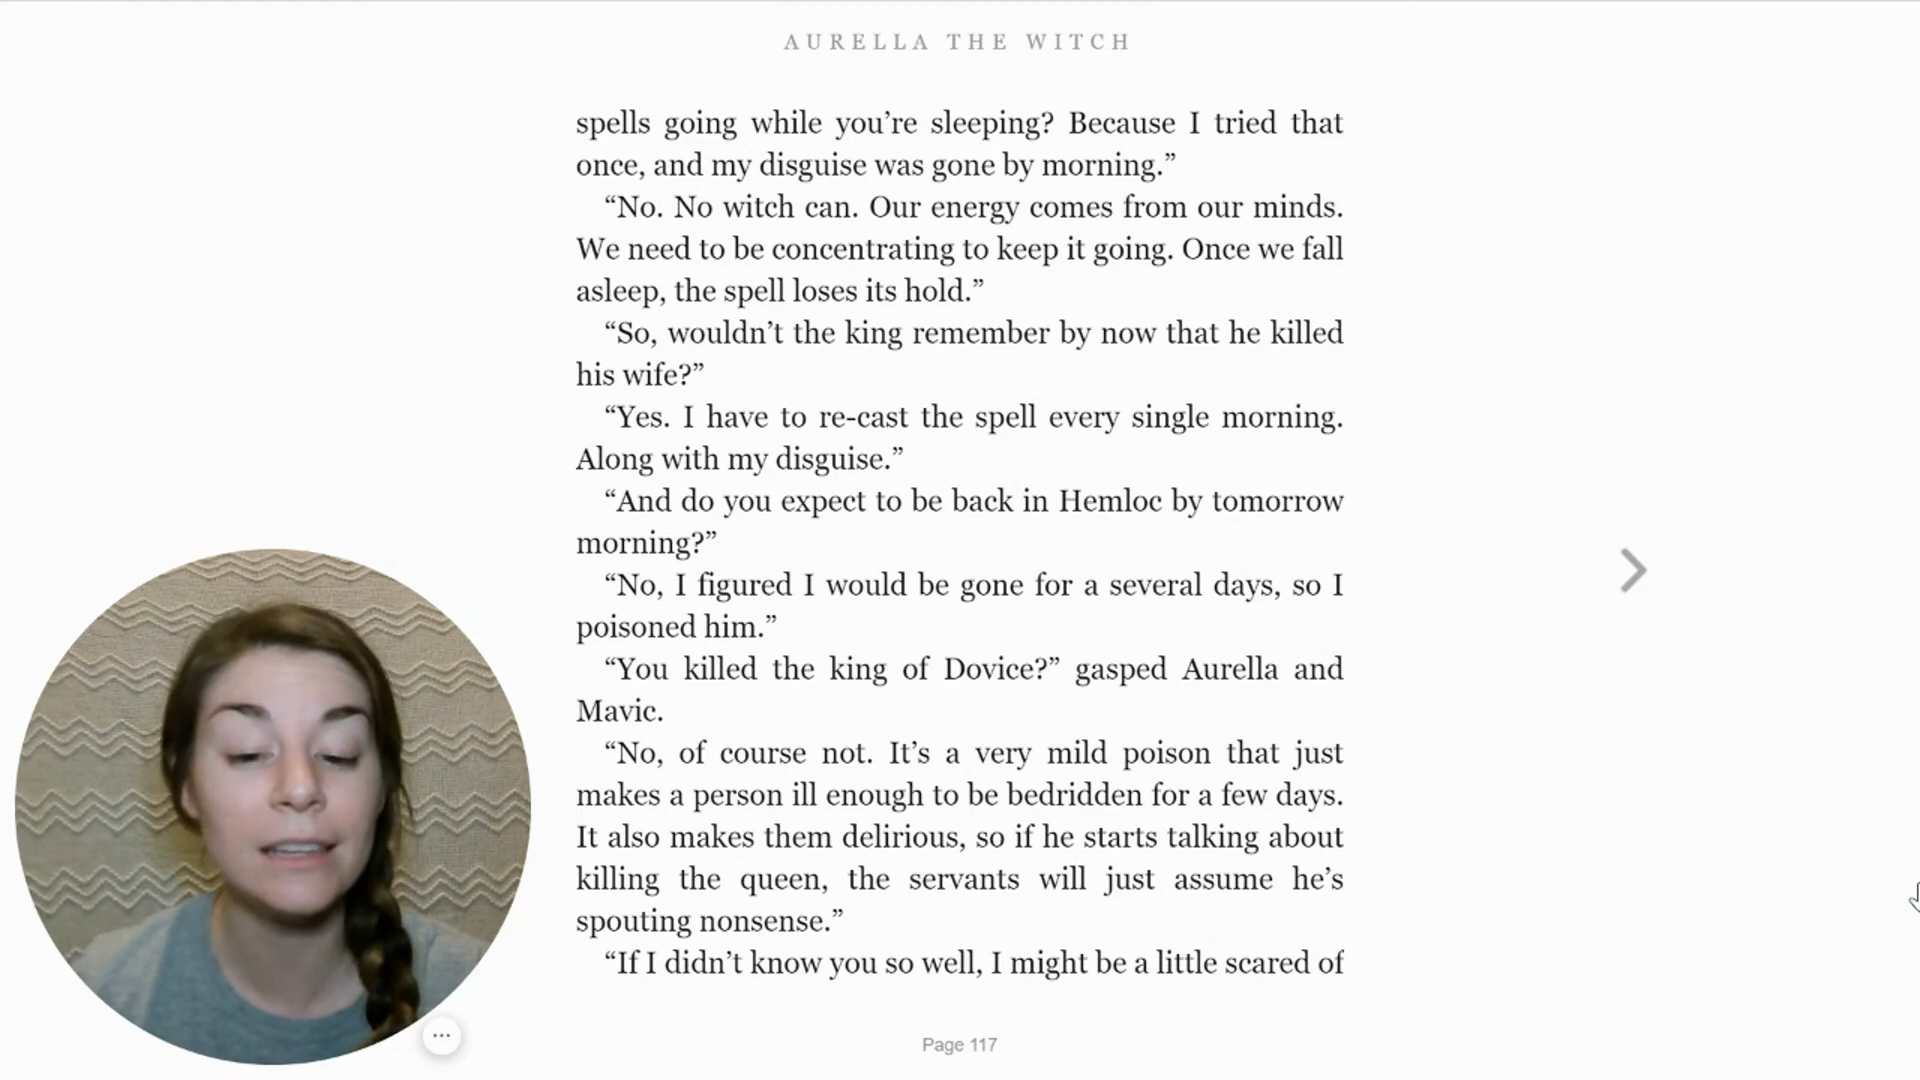 AURELLA THE WITCH
spells going while you’re sleeping? Because I tried that
once, and my disguise was gone by morning.”
“No. No witch can. Our energy comes from our minds.
We need to be concentrating to keep it going. Once we fall
asleep, the spell loses its hold.”
“So, wouldn’t the king remember by now that he killed
his wife?”
“Yes. I have to re-cast the spell every single morning.
Along with my disguise.”
“And do you expect to be back in Hemloc by tomorrow
morning?”
“No, I figured I would be gone for a several days, so I
poisoned him.”
“You killed the king of Dovice?” gasped Aurella and
Mavic.
“No, of course not. It’s a very mild poison that just
makes a person ill enough to be bedridden for a few days.
It also makes them delirious, so if he starts talking about
killing the queen, the servants will just assume he’s
spouting nonsense.”
“If I didn’t know you so well, I might be a little scared of
Page 117